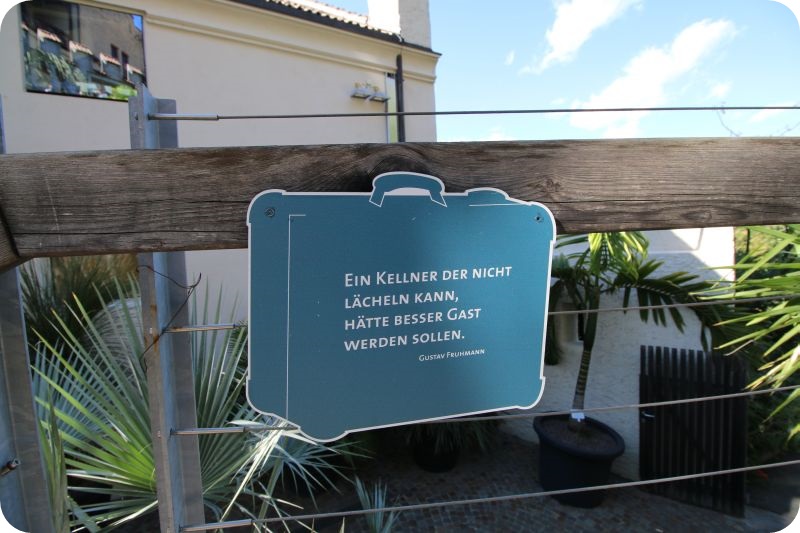 Ein Kellner der nicht
lächeln kann,
hätte besser Gast
werden sollen.
Gustav Fruhmann